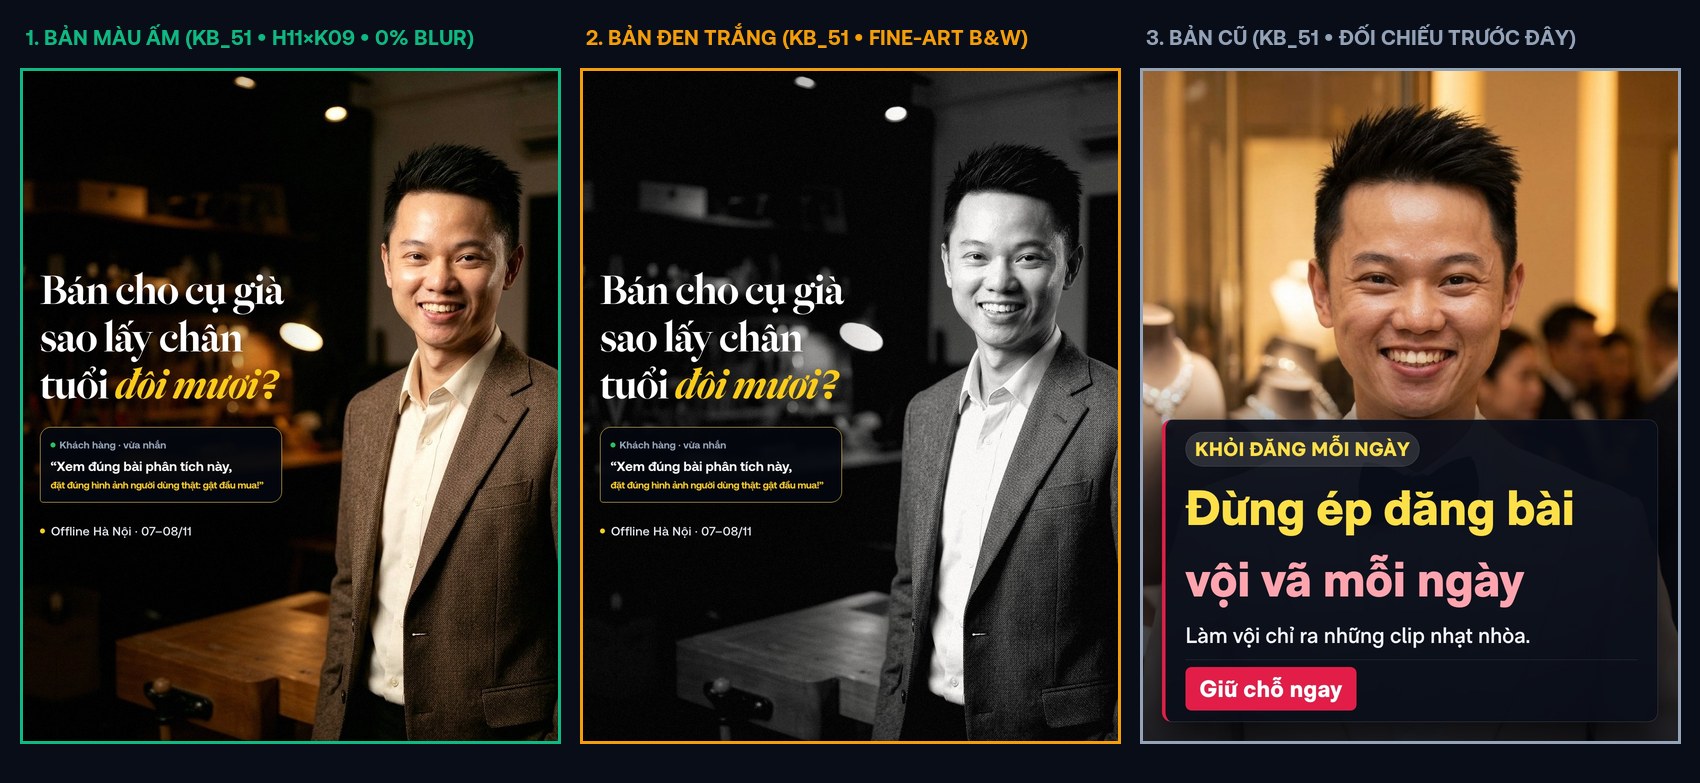 1. BẢN MÀU ẤM (KB_51 • H11×K09 • 0% BLUR)
Bán cho cụ già
sao lấy chân
tuổi đôi mươi?
Khách hàng · vừa nhắn
“Xem đúng bài phân tích này,
đặt đúng hình ảnh người dùng thật: gật đầu mua!”
Offline Hà Nội · 07–08/11
2. BẢN ĐEN TRẮNG (KB_51 • FINE-ART B&W)
Bán cho cụ già
sao lấy chân
tuổi đôi mươi?
Khách hàng · vừa nhắn
“Xem đúng bài phân tích này,
đặt đúng hình ảnh người dùng thật: gật đầu mua!”
Offline Hà Nội · 07–08/11
3. BẢN CŨ (KB_51 • ĐỐI CHIẾU TRƯỚC ĐÂY)
KHỎI ĐĂNG MỖI NGÀY
Đừng ép đăng bài
vội vã mỗi ngày
Làm vội chỉ ra những clip nhạt nhòa.
Giữ chỗ ngay